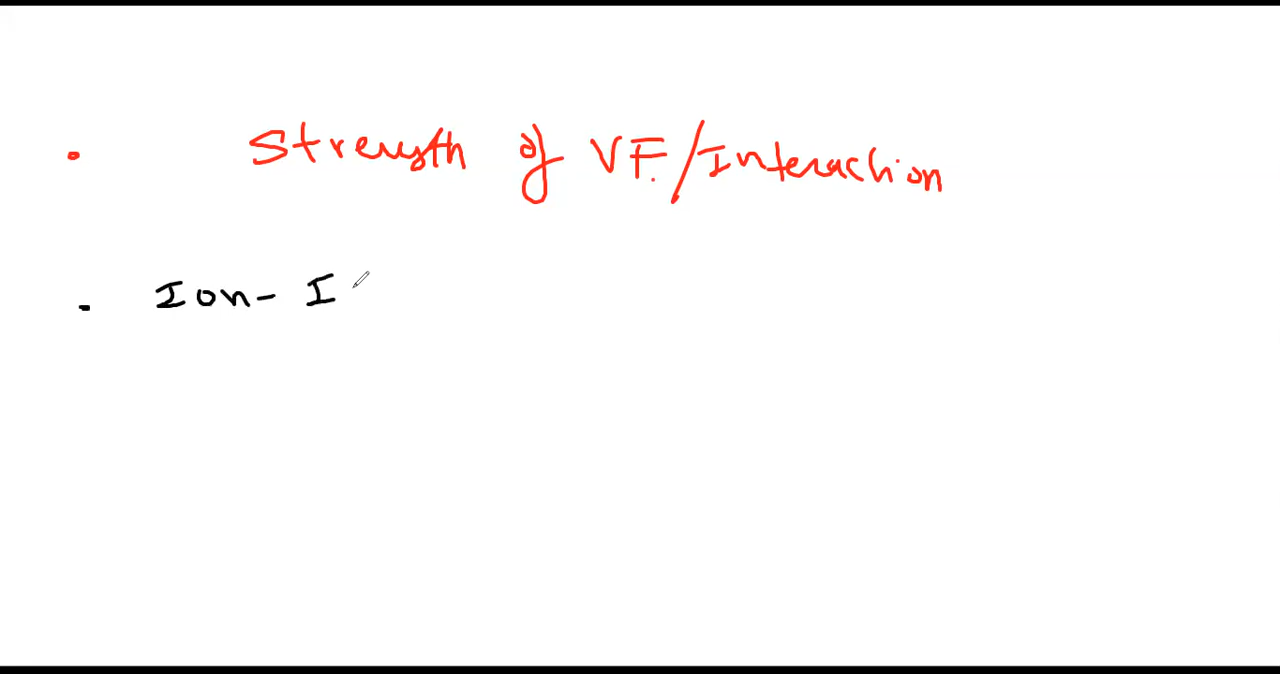 . Strength of VF./Interaction
. Ion- I